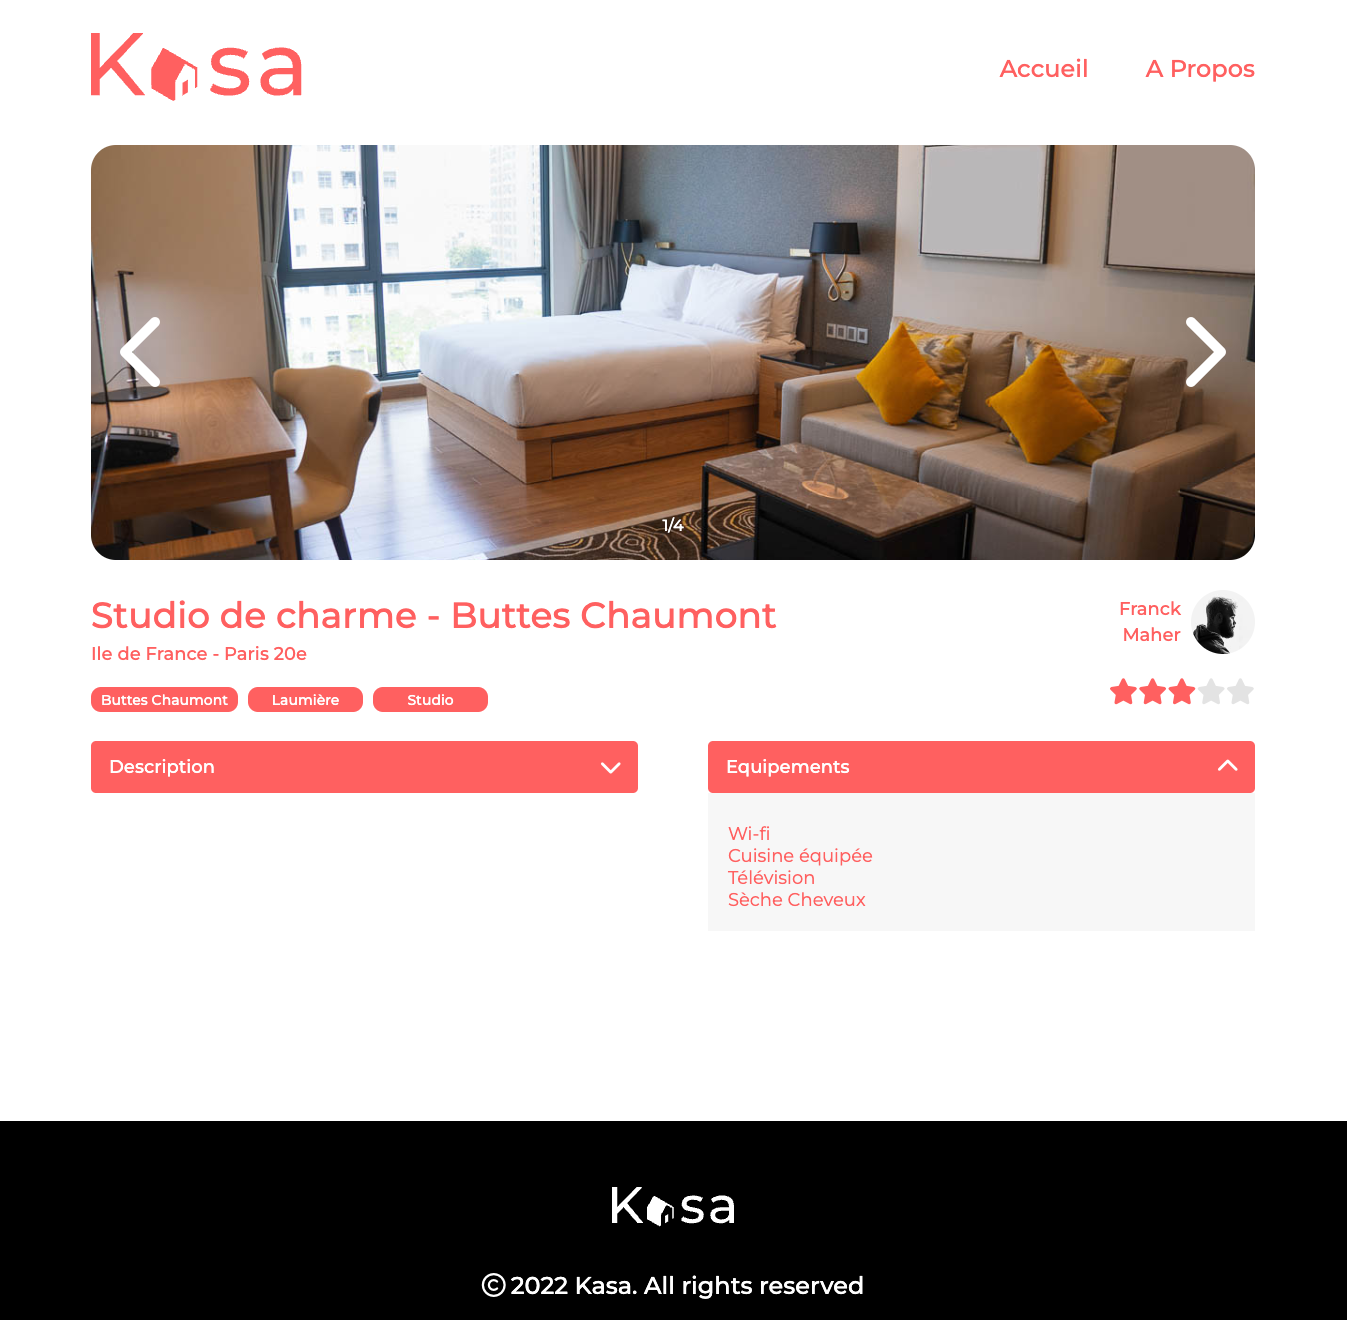 Kasa
Accueil
A Propos
1/4
Studio de charme - Buttes Chaumont
Ile de France - Paris 20e
Franck
Maher
Buttes Chaumont
Laumière
Studio
Description
Equipements
Wi-fi
Cuisine équipée
Télévision
Sèche Cheveux
Kasa
© 2022 Kasa. All rights reserved